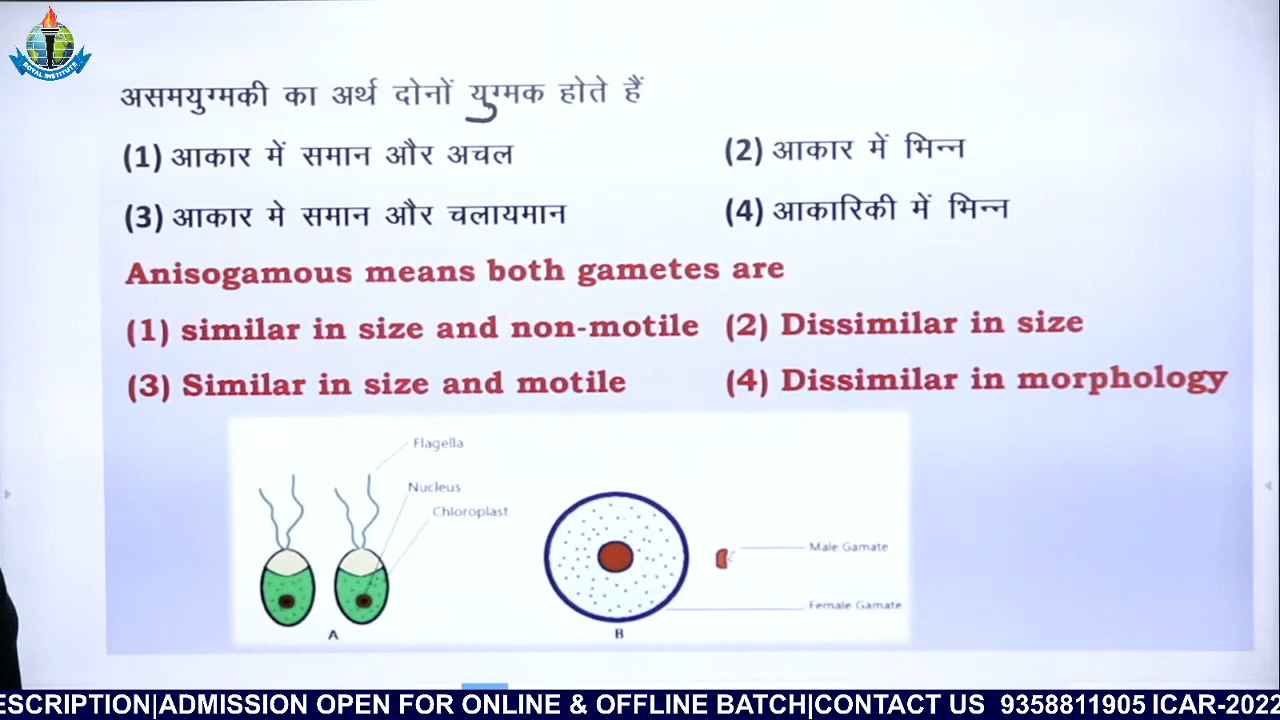 ROYAL INSTITUTE
असमयुग्मकी का अर्थ दोनों युग्मक होते हैं
(1) आकार में समान और अचल (2) आकार में भिन्न
(3) आकार मे समान और चलायमान (4) आकारिकी में भिन्न
Anisogamous means both gametes are
(1) similar in size and non-motile (2) Dissimilar in size
(3) Similar in size and motile (4) Dissimilar in morphology
Flagella
Nucleus
Chloroplast
Male Gamate
Female Gamate
A B
ESCRIPTION|ADMISSION OPEN FOR ONLINE & OFFLINE BATCH|CONTACT US 9358811905 ICAR-2022